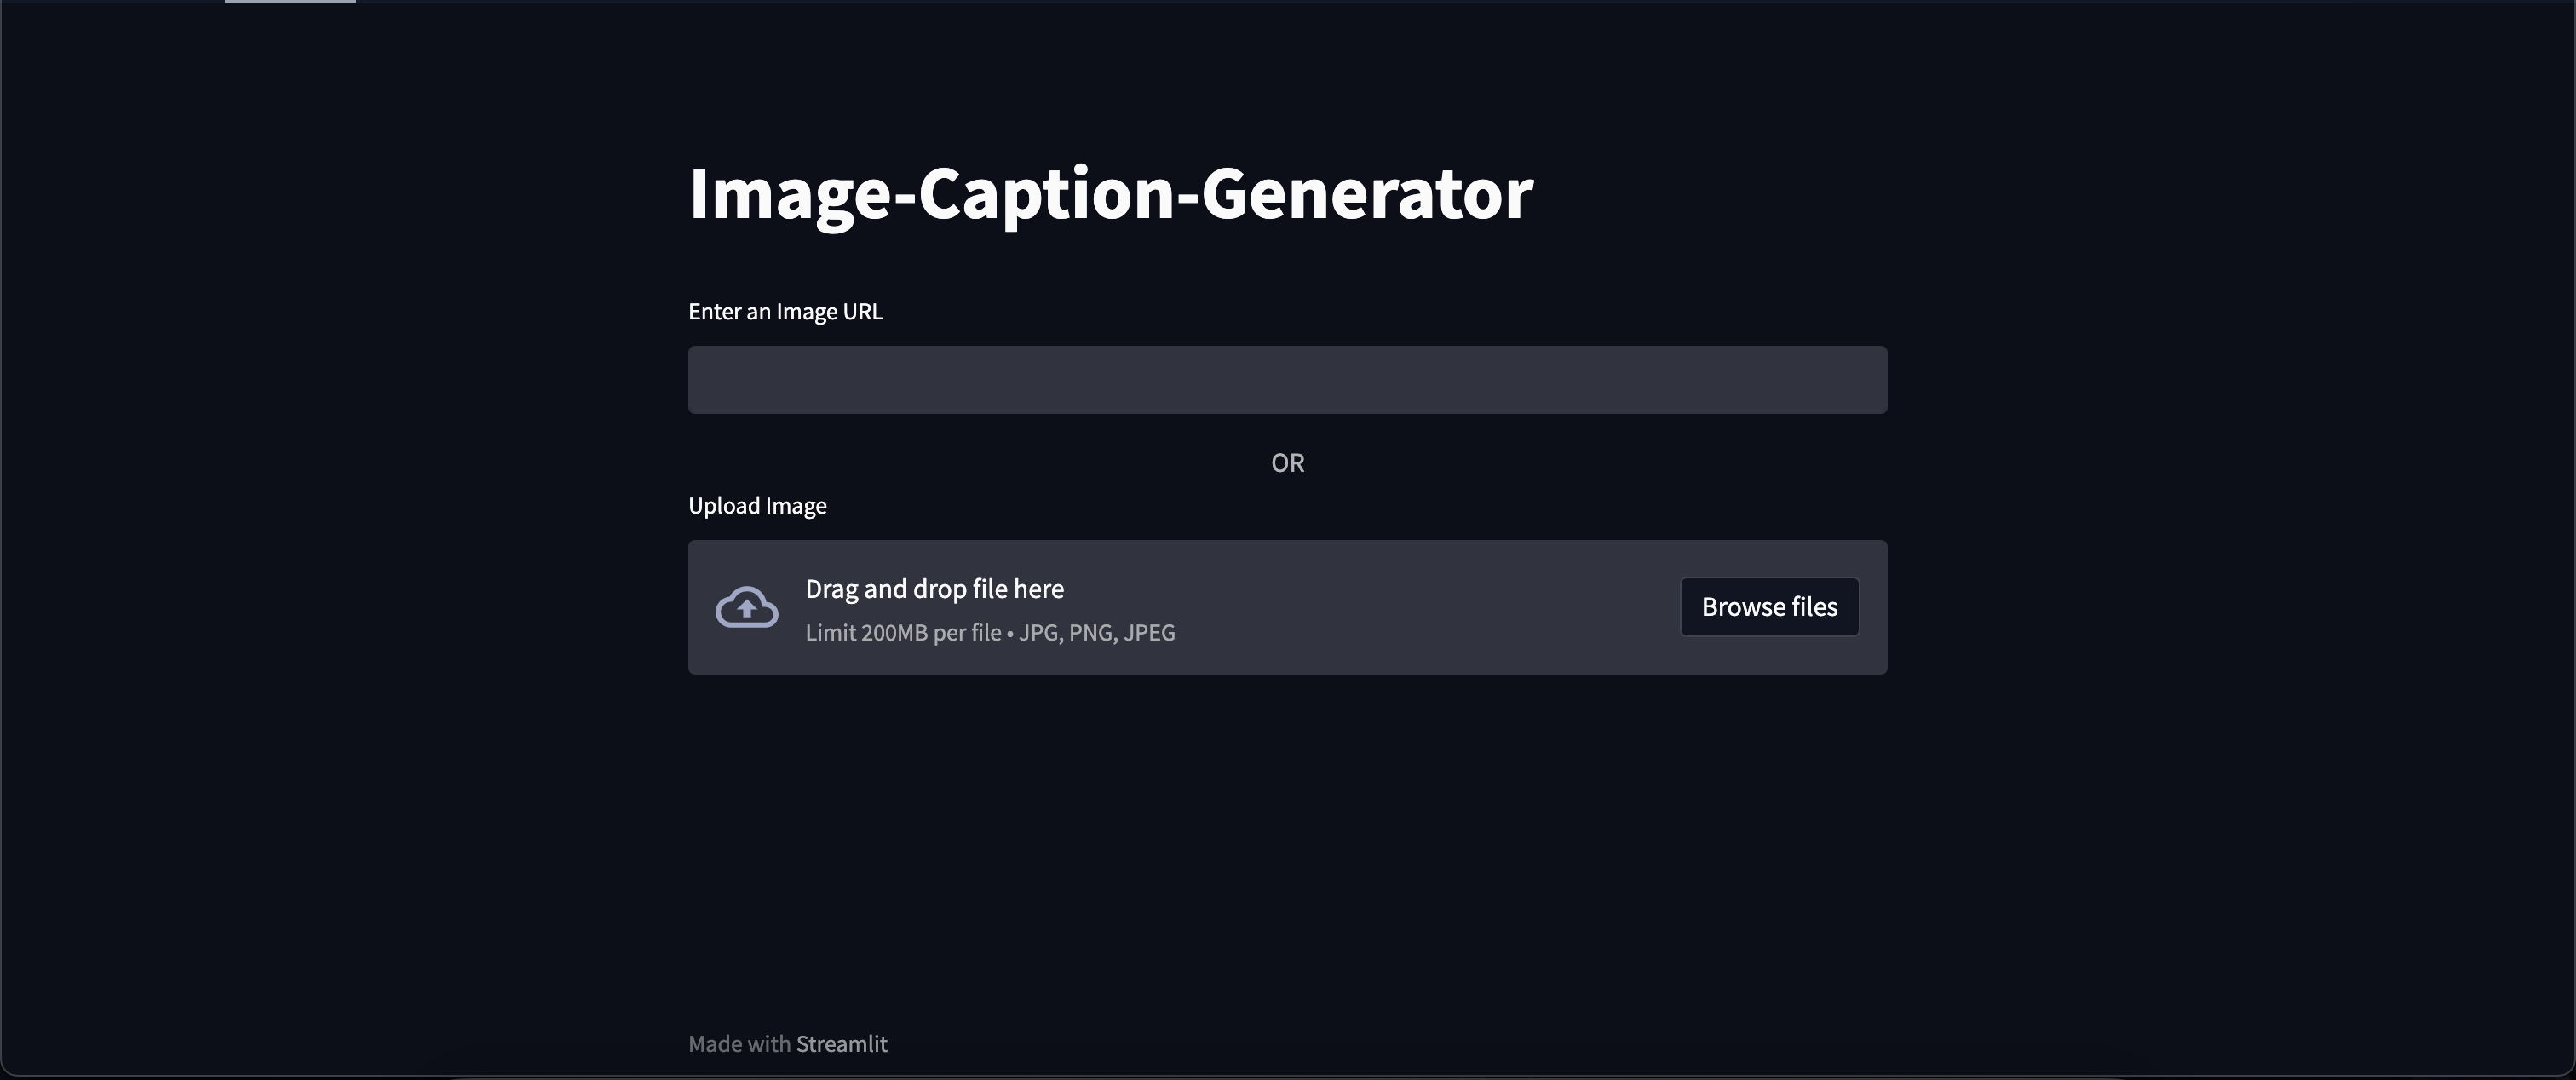 Image-Caption-Generator
Enter an Image URL
OR
Upload Image
Drag and drop file here
Limit 200MB per file • JPG, PNG, JPEG
Browse files
Made with Streamlit